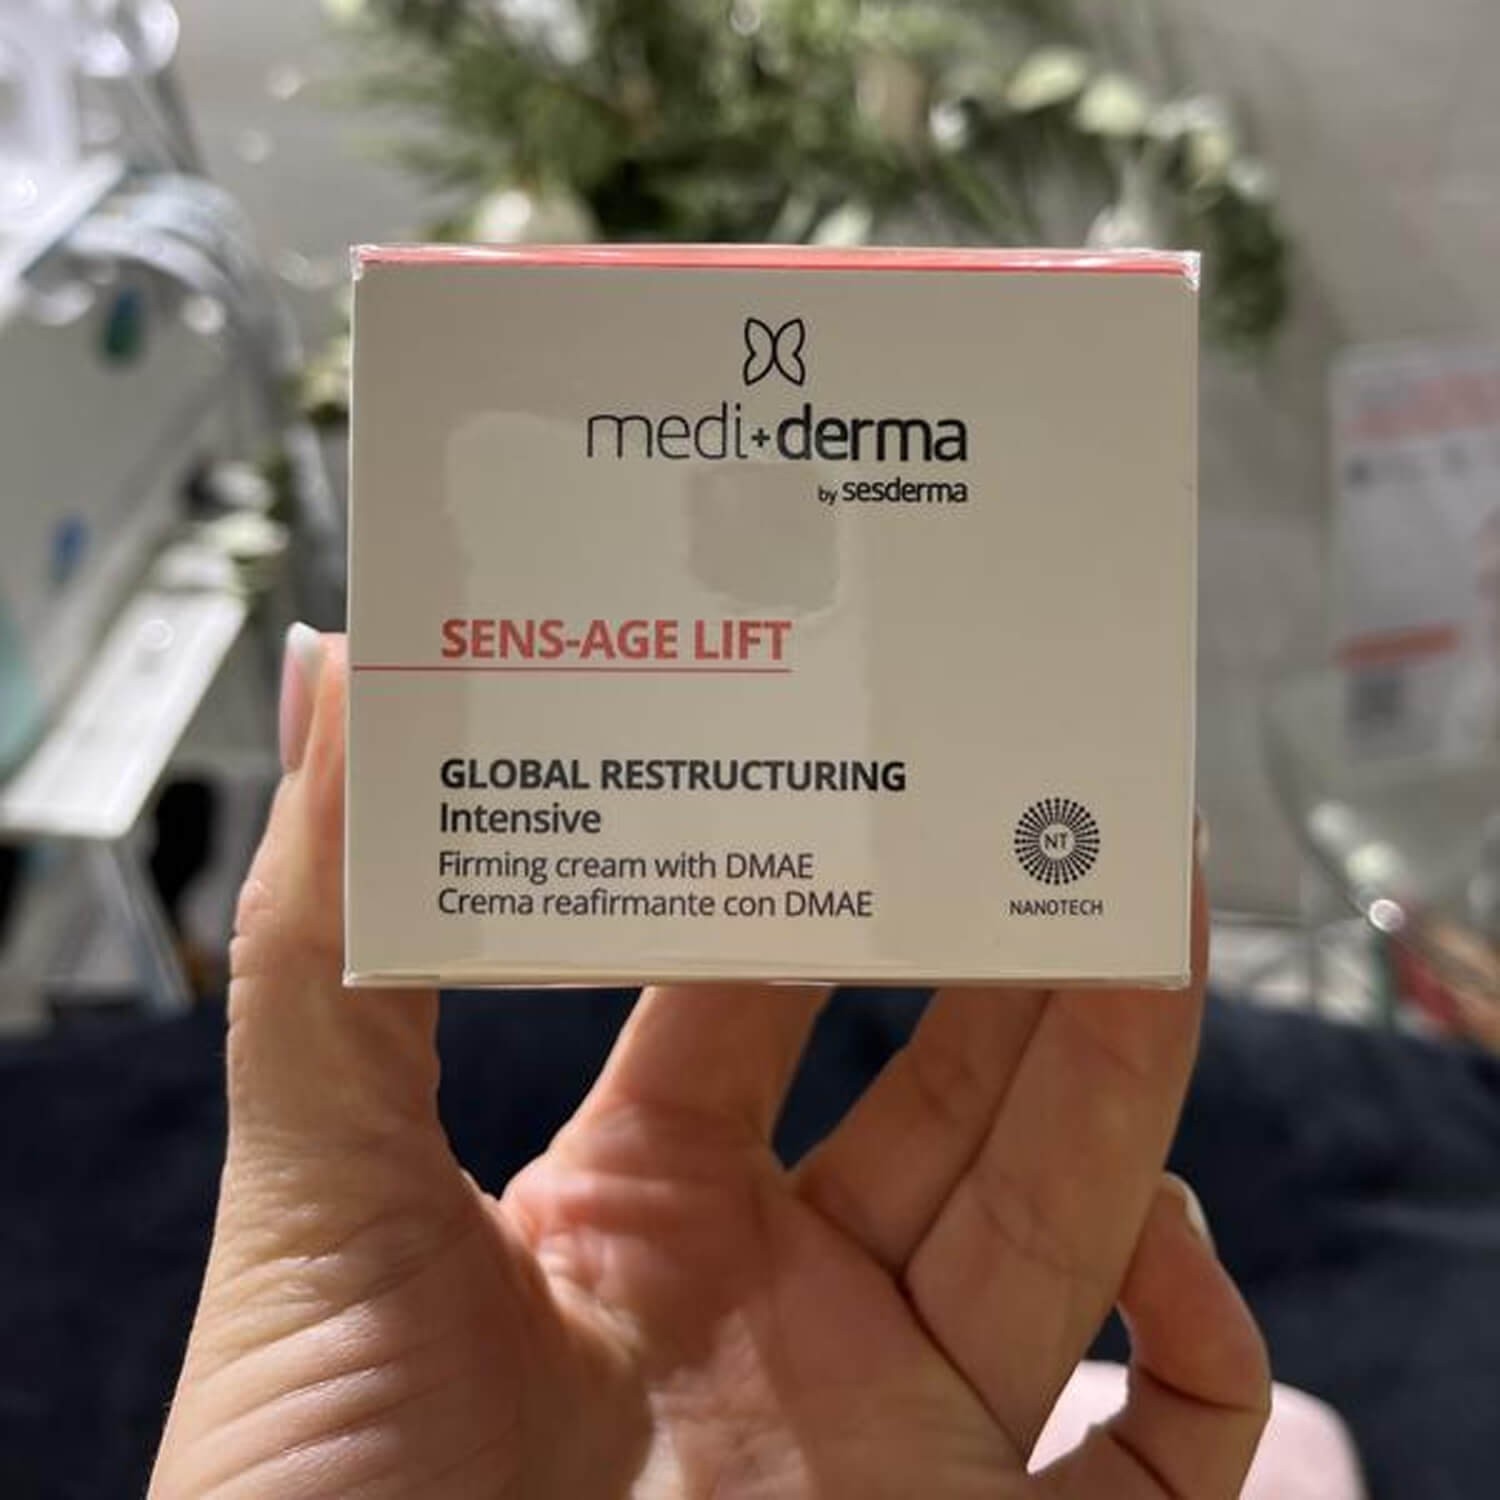 medi+derma
by sesderma
SENS-AGE LIFT
GLOBAL RESTRUCTURING
Intensive
Firming cream with DMAE
Crema reafirmante con DMAE
NT
NANOTECH